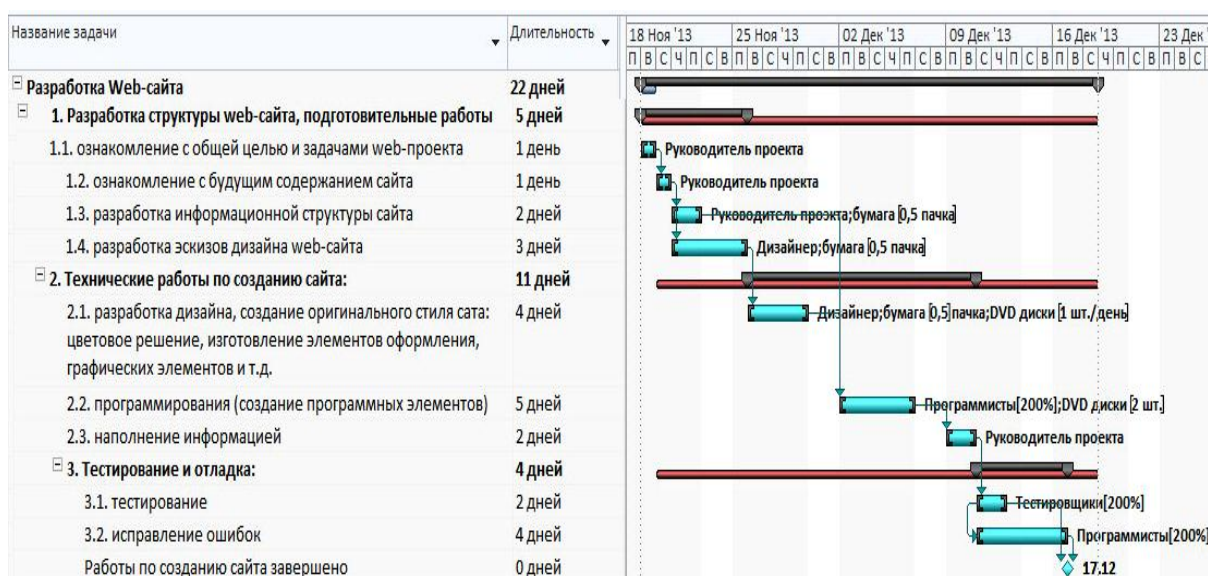 Название задачи Длительность 18 Ноя '13 25 Ноя '13 02 Дек '13 09 Дек '13 16 Дек '13 23 Дек '
П В С Ч П С В П В С Ч П С В П В С Ч П С В П В С Ч П С В П В С Ч П С В П В С
Разработка Web-сайта 22 дней
1. Разработка структуры web-сайта, подготовительные работы 5 дней
1.1. ознакомление с общей целью и задачами web-проекта 1 день Руководитель проекта
1.2. ознакомление с будущим содержанием сайта 1 день Руководитель проекта
1.3. разработка информационной структуры сайта 2 дней Руководитель проэкта;бумага [0,5 пачка]
1.4. разработка эскизов дизайна web-сайта 3 дней Дизайнер;бумага [0,5 пачка]
2. Технические работы по созданию сайта: 11 дней
2.1. разработка дизайна, создание оригинального стиля сата: 4 дней Дизайнер;бумага [0,5]пачка;DVD диски [1 шт./день]
цветовое решение, изготовление элементов оформления,
графических элементов и т.д.
2.2. программирования (создание программных элементов) 5 дней Программисты[200%];DVD диски [2 шт.]
2.3. наполнение информацией 2 дней Руководитель проекта
3. Тестирование и отладка: 4 дней
3.1. тестирование 2 дней Тестировщики[200%]
3.2. исправление ошибок 4 дней Программисты[200%]
Работы по созданию сайта завершено 0 дней 17.12